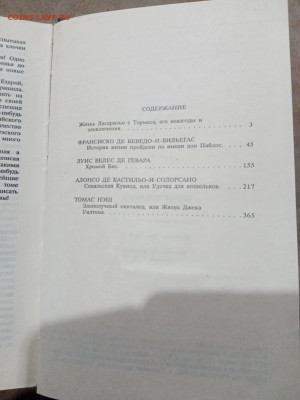 СОДЕРЖАНИЕ
Жизнь Ласарильо с Тормеса, его невзгоды и
злоключения. 3
ФРАНСИСКО ДЕ КЕВЕДО-И-ВИЛЬЕГАС
История жизни пройдохи по имени дон Паблос. 45
ЛУИС ВЕЛЕС ДЕ ГЕВАРА
Хромой Бес. 155
АЛОНСО ДЕ КАСТИЛЬО-И-СОЛОРСАНО
Севильская Куница, или Удочка для кошельков. 217
ТОМАС НЭШ
Злополучный скиталец, или Жизнь Джека
Уилтона. 365